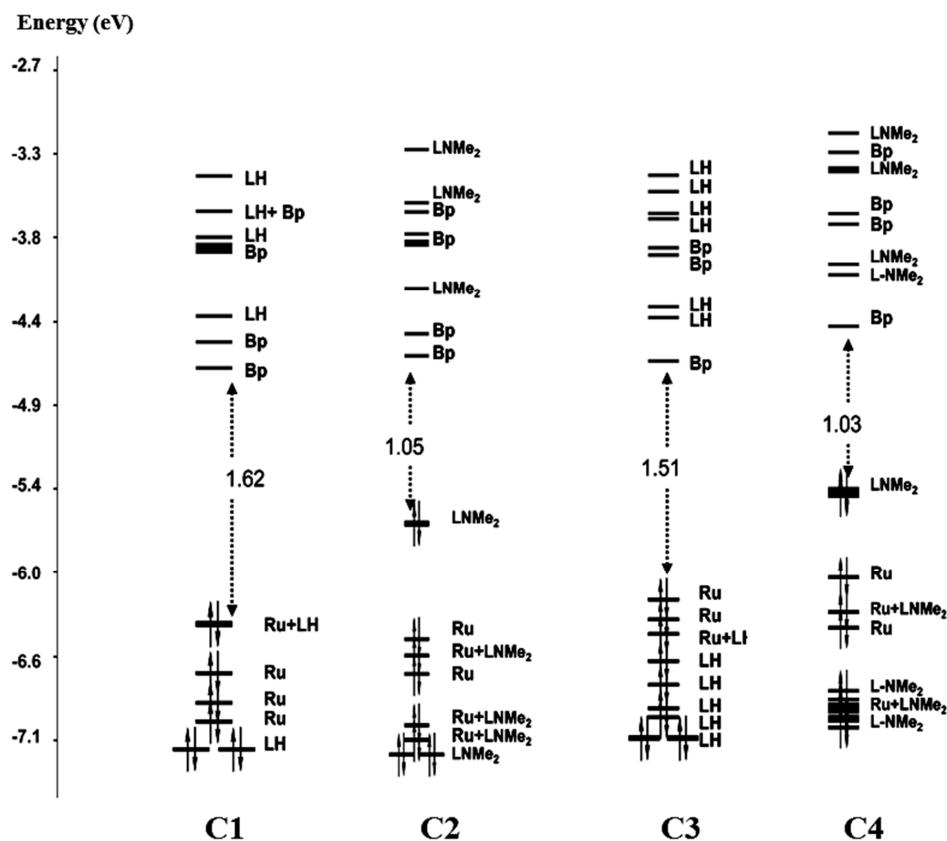 Energy (eV)
-2.7
-3.3
-3.8
-4.4
-4.9
-5.4
-6.0
-6.6
-7.1
LH
LH+ Bp
LH
Bp
LH
Bp
Bp
1.62
Ru+LH
Ru
Ru
Ru
LH
C1
LNMe₂
LNMe₂
Bp
Bp
LNMe₂
Bp
Bp
1.05
LNMe₂
Ru
Ru+LNMe₂
Ru
Ru+LNMe₂
Ru+LNMe₂
LNMe₂
C2
LH
LH
LH
LH
Bp
Bp
LH
LH
Bp
1.51
Ru
Ru
Ru+LH
LH
LH
LH
LH
LH
C3
LNMe₂
Bp
LNMe₂
Bp
Bp
LNMe₂
L-NMe₂
Bp
1.03
LNMe₂
Ru
Ru+LNMe₂
Ru
L-NMe₂
Ru+LNMe₂
L-NMe₂
C4